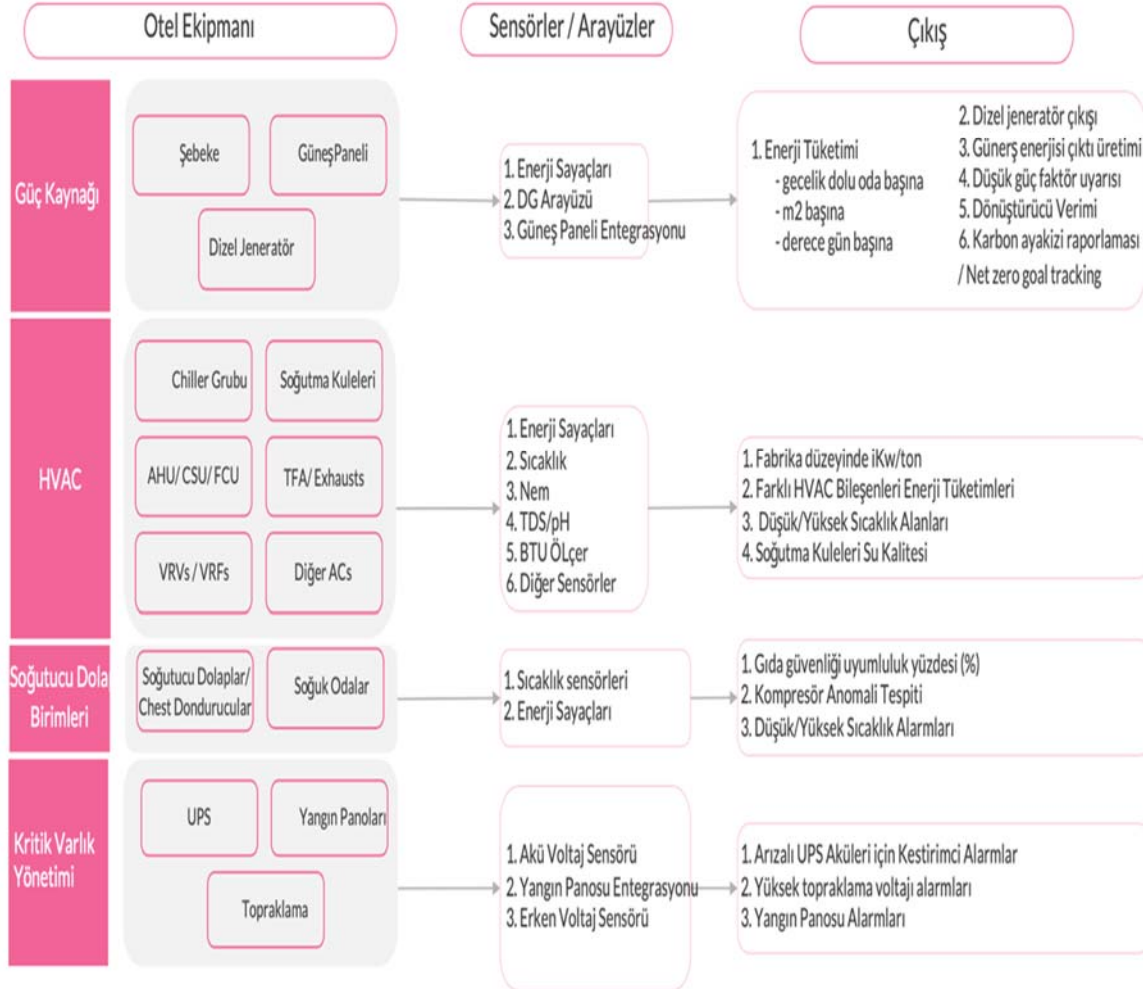 Otel Ekipmanı
Sensörler / Arayüzler
Çıkış
Güç Kaynağı
Şebeke
GüneşPaneli
Dizel Jeneratör
1. Enerji Sayaçları
2. DG Arayüzü
3. Güneş Paneli Entegrasyonu
1. Enerji Tüketimi
- gecelik dolu oda başına
- m2 başına
- derece gün başına
2. Dizel jeneratör çıkışı
3. Günerş enerjisi çıktı üretimi
4. Düşük güç faktör uyarısı
5. Dönüştürücü Verimi
6. Karbon ayakizi raporlaması
/ Net zero goal tracking
HVAC
Chiller Grubu
Soğutma Kuleleri
AHU/ CSU/ FCU
TFA/ Exhausts
VRVs / VRFs
Diğer ACs
1. Enerji Sayaçları
2. Sıcaklık
3. Nem
4. TDS/pH
5. BTU ÖLçer
6. Diğer Sensörler
1. Fabrika düzeyinde iKw/ton
2. Farklı HVAC Bileşenleri Enerji Tüketimleri
3. Düşük/Yüksek Sıcaklık Alanları
4. Soğutma Kuleleri Su Kalitesi
Soğutucu Dola
Birimleri
Soğutucu Dolaplar/
Chest Dondurucular
Soğuk Odalar
1. Sıcaklık sensörleri
2. Enerji Sayaçları
1. Gıda güvenliği uyumluluk yüzdesi (%)
2. Kompresör Anomali Tespiti
3. Düşük/Yüksek Sıcaklık Alarmları
Kritik Varlık
Yönetimi
UPS
Yangın Panoları
Topraklama
1. Akü Voltaj Sensörü
2. Yangın Panosu Entegrasyonu
3. Erken Voltaj Sensörü
1. Arızalı UPS Aküleri için Kestirimci Alarmlar
2. Yüksek topraklama voltajı alarmları
3. Yangın Panosu Alarmları